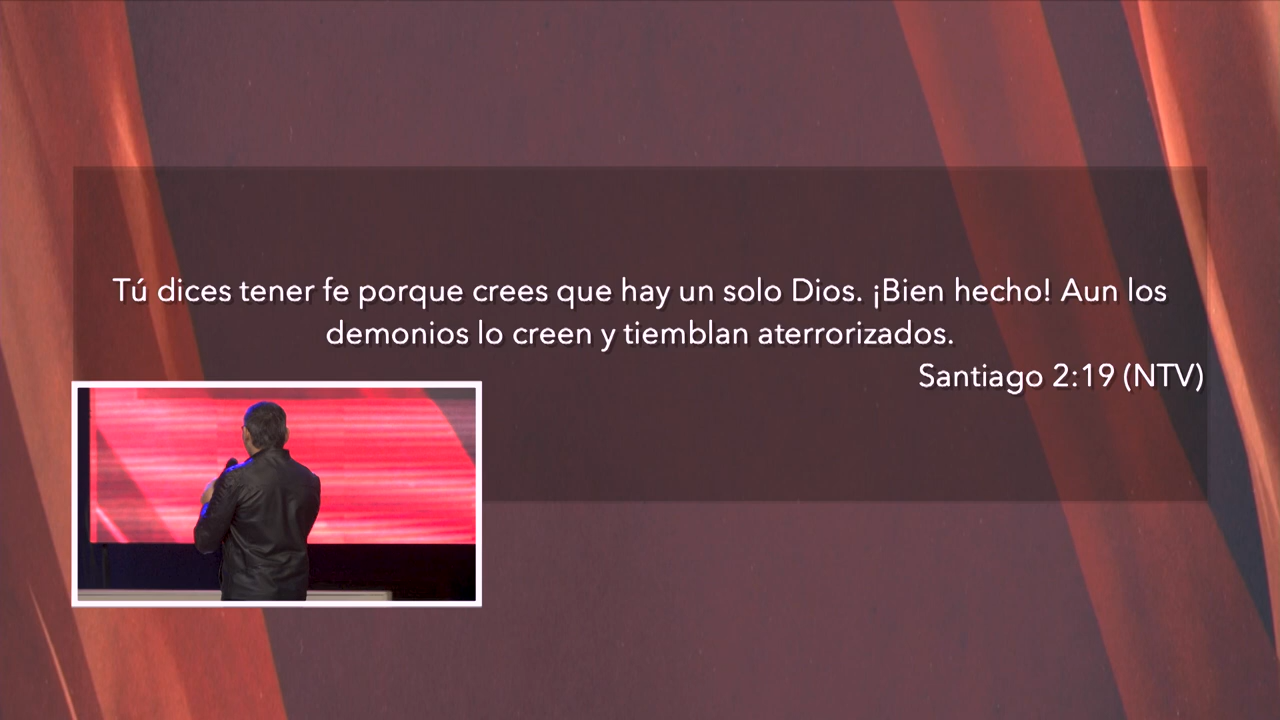 Tú dices tener fe porque crees que hay un solo Dios. ¡Bien hecho! Aun los
demonios lo creen y tiemblan aterrorizados.
Santiago 2:19 (NTV)